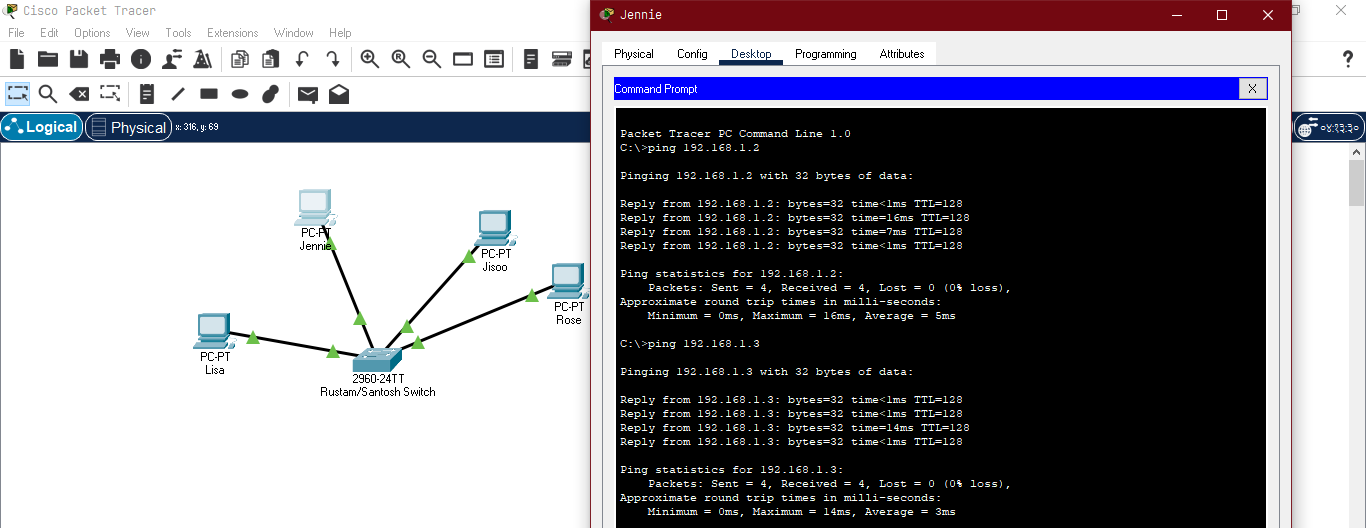 Cisco Packet Tracer
File Edit Options View Tools Extensions Window Help
Logical Physical x: 316, y: 69
PC-PT
Jennie
PC-PT
Jisoo
PC-PT
Rose
PC-PT
Lisa
2960-24TT
Rustam/Santosh Switch
Jennie
Physical Config Desktop Programming Attributes
Command Prompt
X
Packet Tracer PC Command Line 1.0
C:\>ping 192.168.1.2
Pinging 192.168.1.2 with 32 bytes of data:
Reply from 192.168.1.2: bytes=32 time<1ms TTL=128
Reply from 192.168.1.2: bytes=32 time=16ms TTL=128
Reply from 192.168.1.2: bytes=32 time=7ms TTL=128
Reply from 192.168.1.2: bytes=32 time<1ms TTL=128
Ping statistics for 192.168.1.2:
Packets: Sent = 4, Received = 4, Lost = 0 (0% loss),
Approximate round trip times in milli-seconds:
Minimum = 0ms, Maximum = 16ms, Average = 5ms
C:\>ping 192.168.1.3
Pinging 192.168.1.3 with 32 bytes of data:
Reply from 192.168.1.3: bytes=32 time<1ms TTL=128
Reply from 192.168.1.3: bytes=32 time<1ms TTL=128
Reply from 192.168.1.3: bytes=32 time=14ms TTL=128
Reply from 192.168.1.3: bytes=32 time<1ms TTL=128
Ping statistics for 192.168.1.3:
Packets: Sent = 4, Received = 4, Lost = 0 (0% loss),
Approximate round trip times in milli-seconds:
Minimum = 0ms, Maximum = 14ms, Average = 3ms